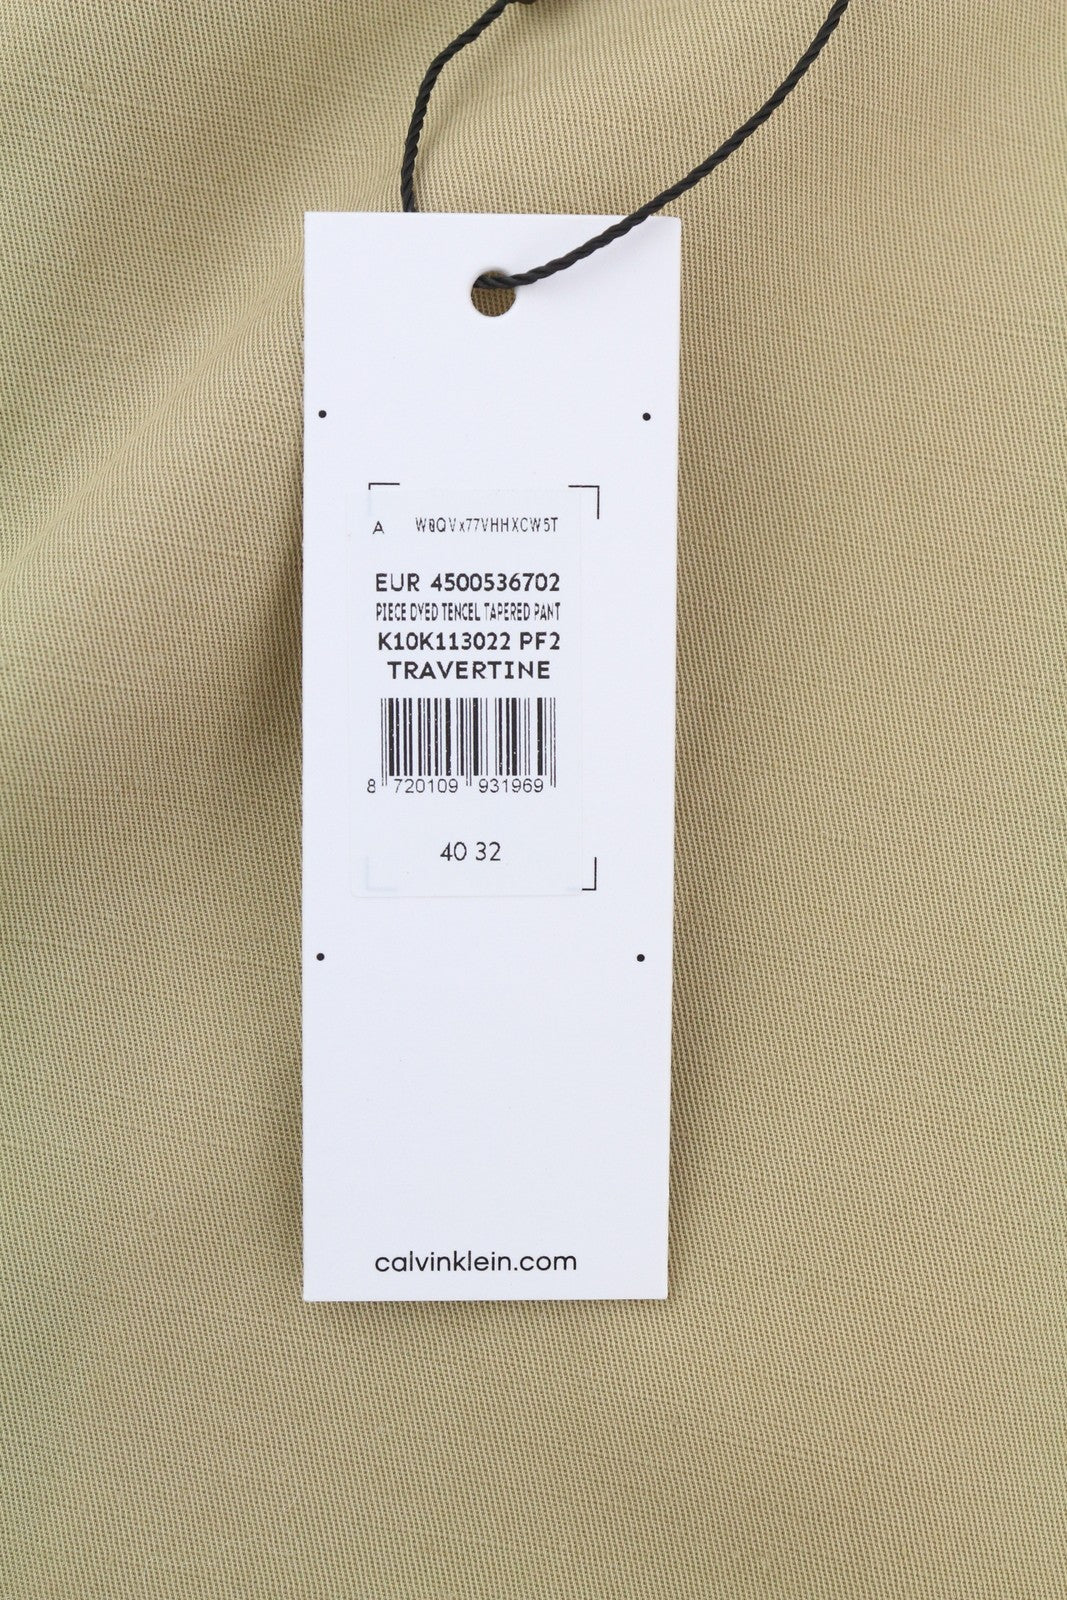 A W8QVx77VHHXCW5T
EUR 4500536702
PIECE DYED TENCEL TAPERED PANT
K10K113022 PF2
TRAVERTINE
8 720109 931969
40 32
calvinklein.com